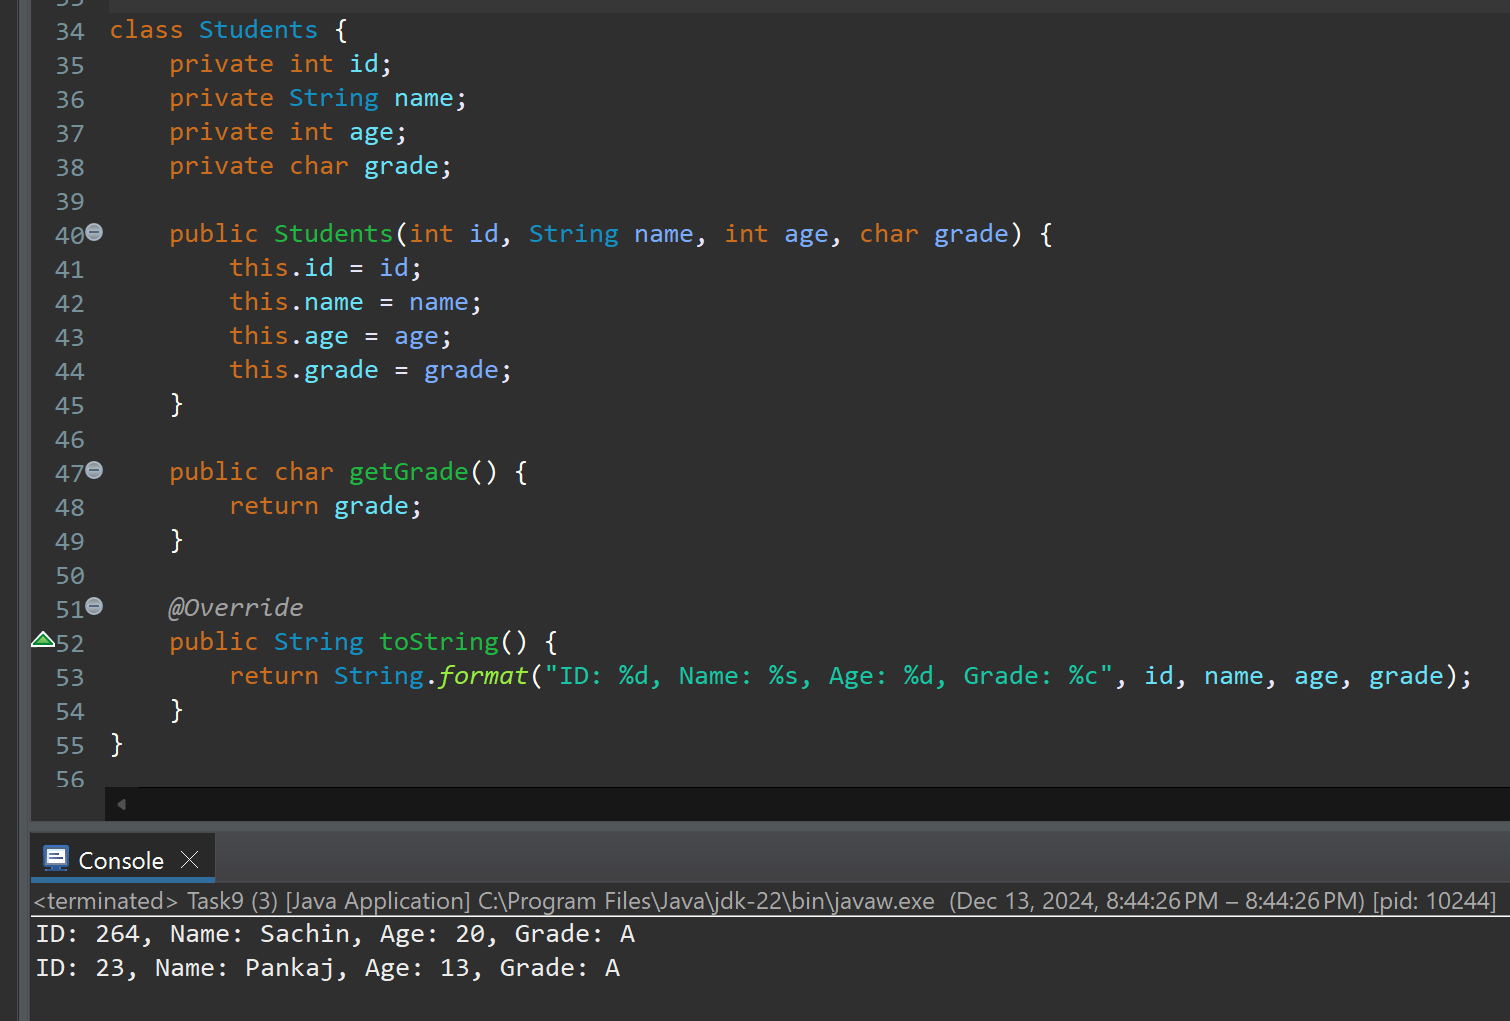 34 class Students {
35 private int id;
36 private String name;
37 private int age;
38 private char grade;
39
40 public Students(int id, String name, int age, char grade) {
41 this.id = id;
42 this.name = name;
43 this.age = age;
44 this.grade = grade;
45 }
46
47 public char getGrade() {
48 return grade;
49 }
50
51 @Override
52 public String toString() {
53 return String.format("ID: %d, Name: %s, Age: %d, Grade: %c", id, name, age, grade);
54 }
55 }
56
Console
<terminated> Task9 (3) [Java Application] C:\Program Files\Java\jdk-22\bin\javaw.exe (Dec 13, 2024, 8:44:26 PM – 8:44:26 PM) [pid: 10244]
ID: 264, Name: Sachin, Age: 20, Grade: A
ID: 23, Name: Pankaj, Age: 13, Grade: A